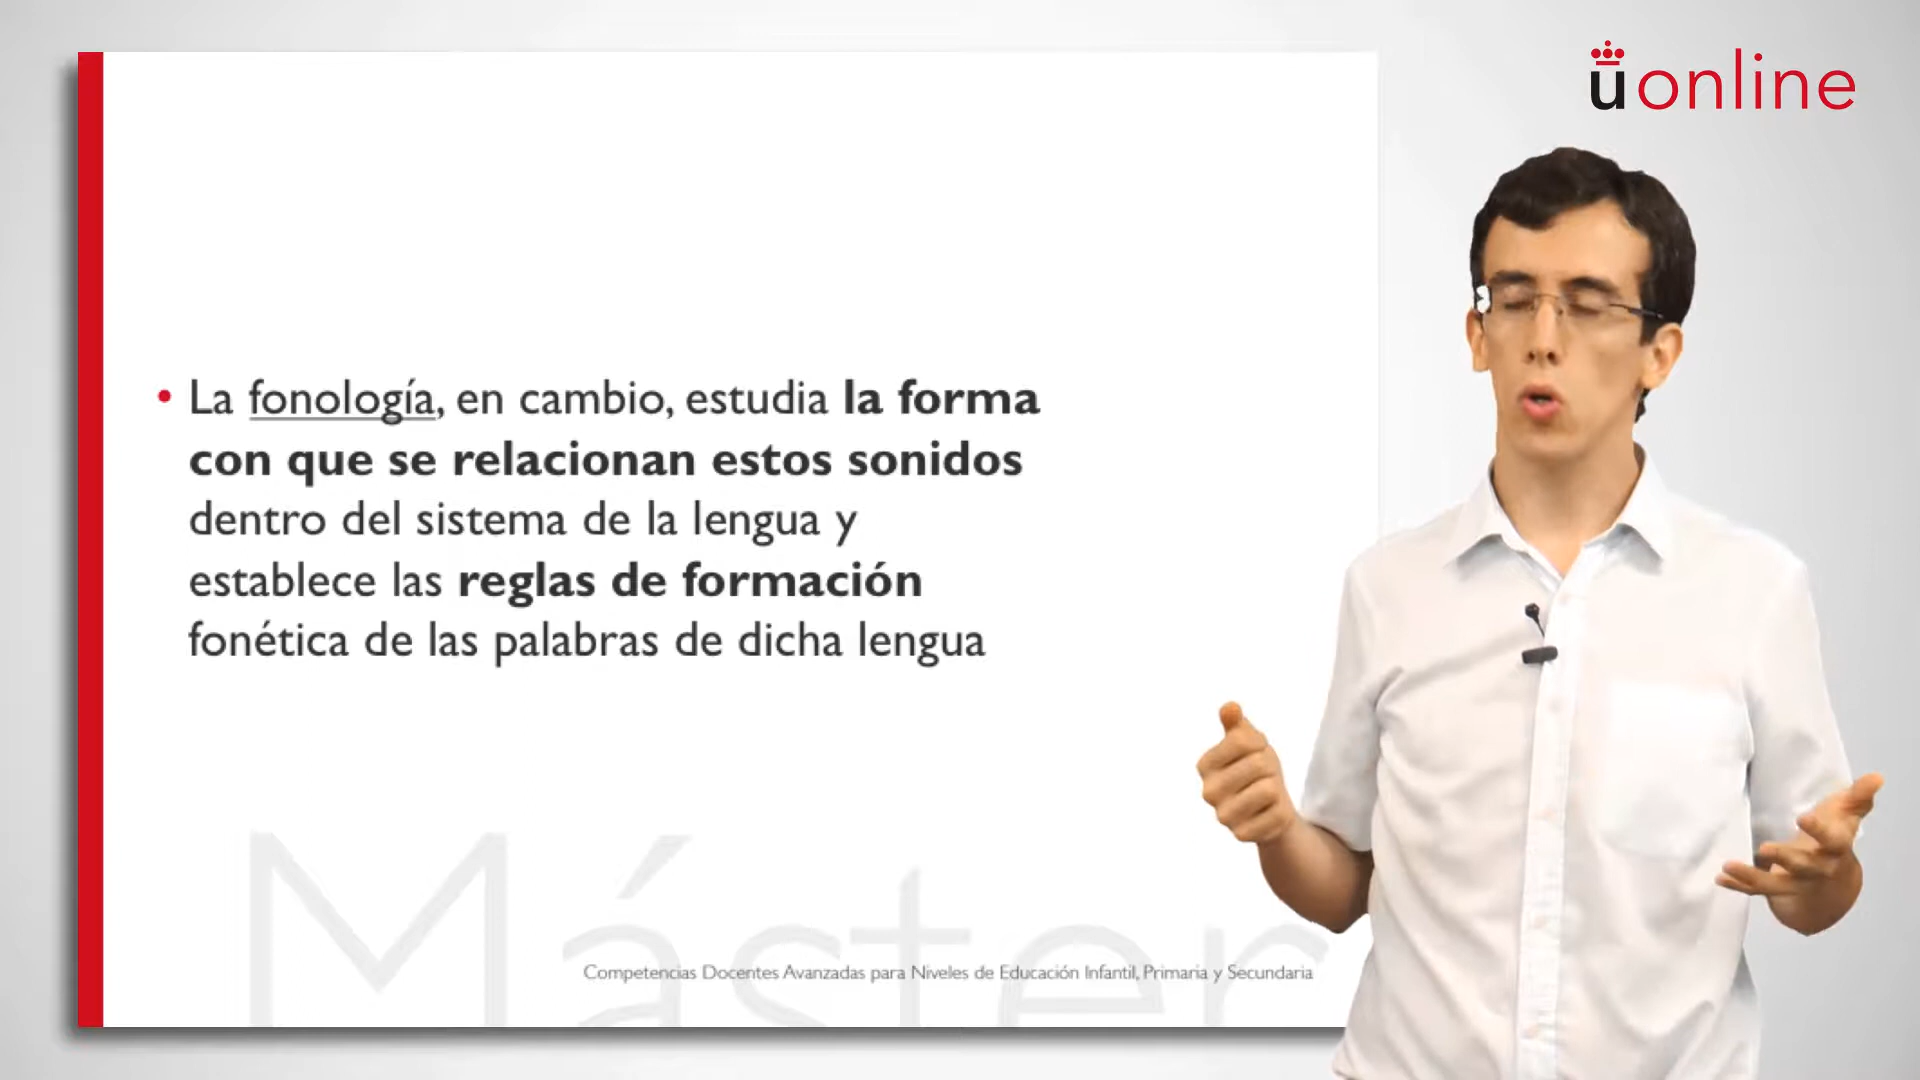 uonline
• La fonología, en cambio, estudia la forma
con que se relacionan estos sonidos
dentro del sistema de la lengua y
establece las reglas de formación
fonética de las palabras de dicha lengua
Máster
Competencias Docentes Avanzadas para Niveles de Educación Infantil, Primaria y Secundaria